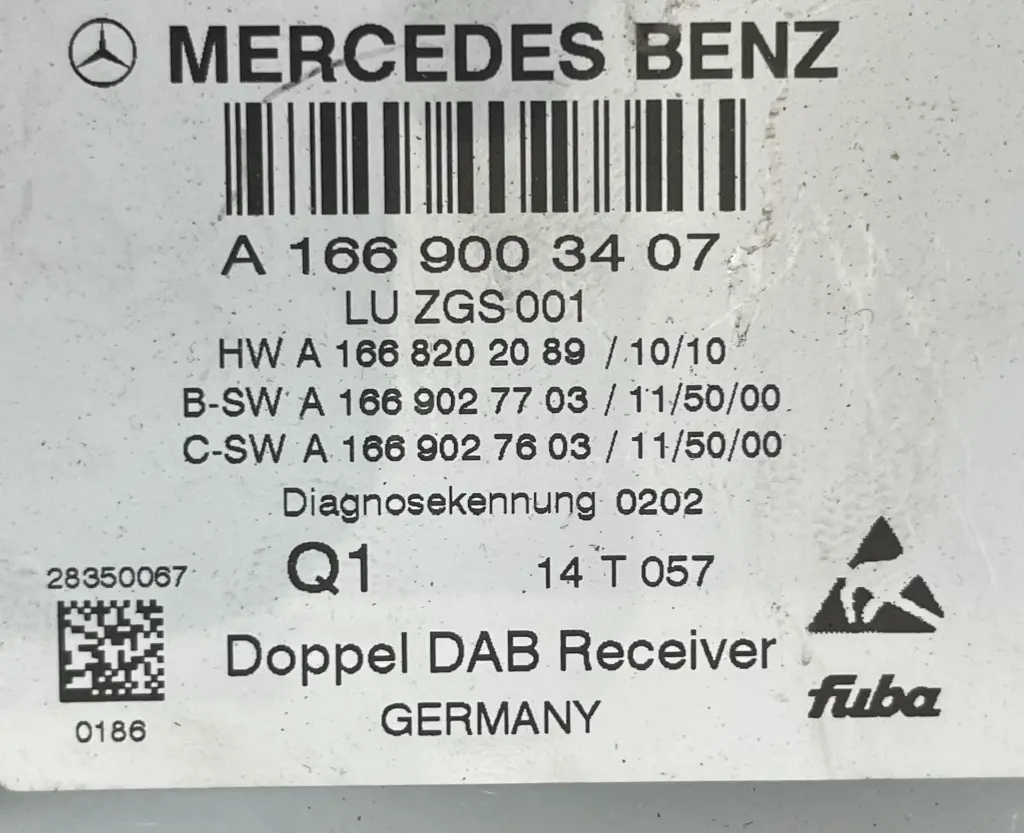 MERCEDES BENZ
A 166 900 34 07
LU ZGS 001
HW A 166 820 20 89 / 10/10
B-SW A 166 902 77 03 / 11/50/00
C-SW A 166 902 76 03 / 11/50/00
Diagnosekennung 0202
28350067 Q1 14 T 057
Doppel DAB Receiver
fuba
0186 GERMANY